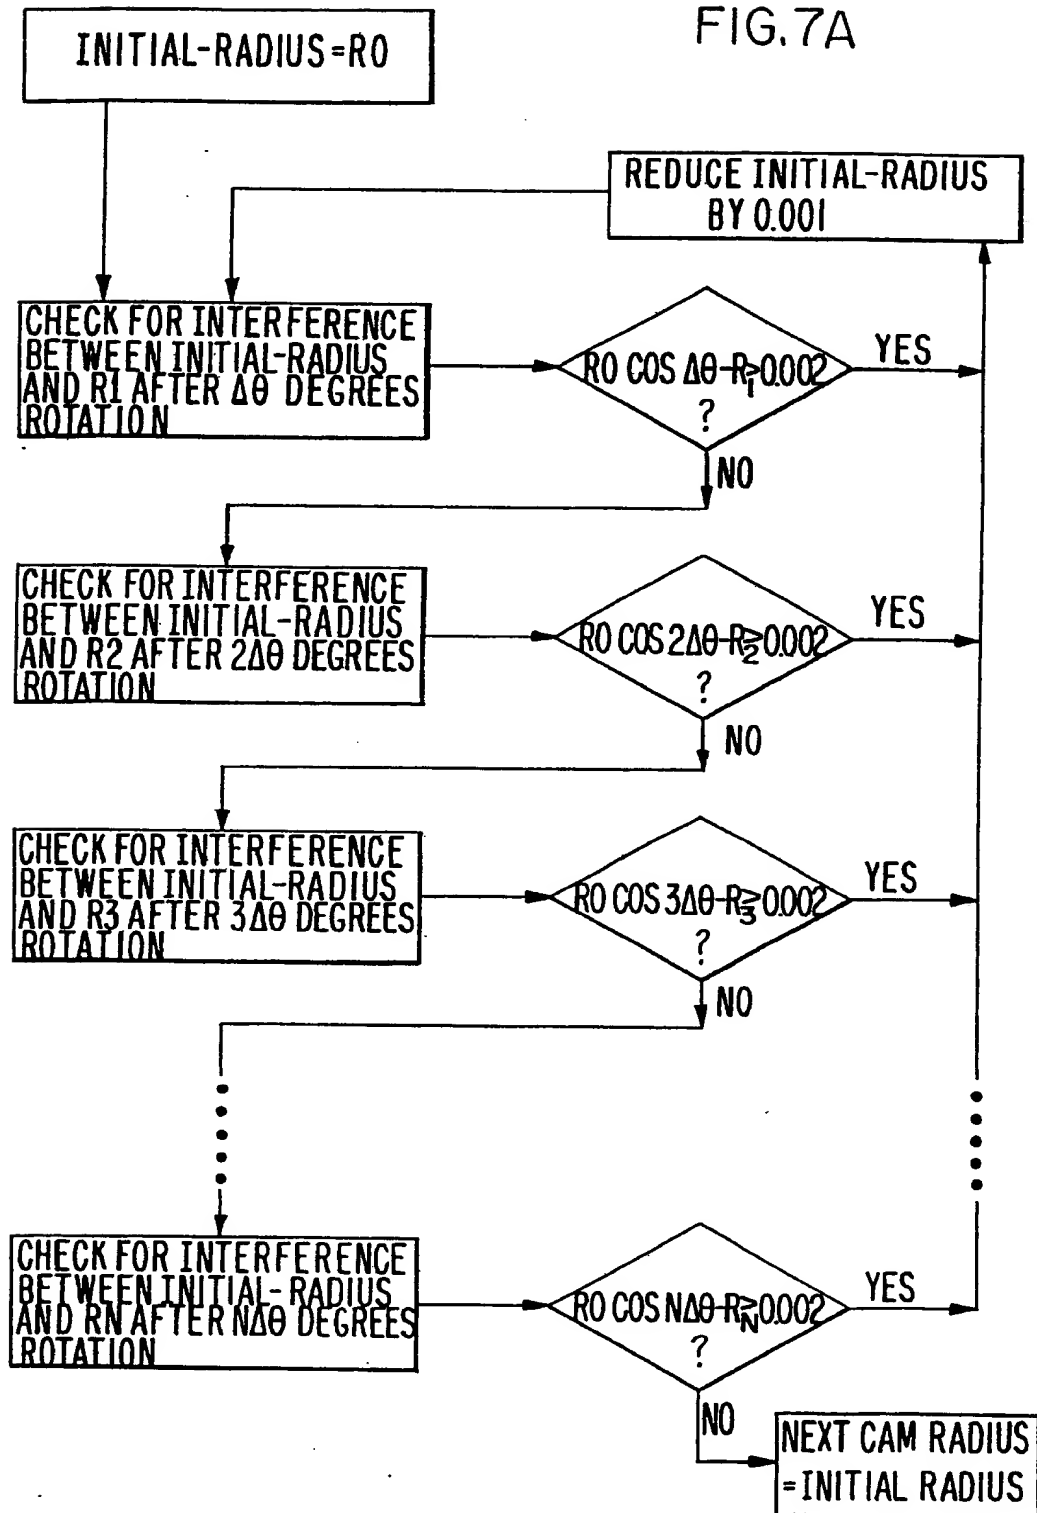 FIG.7A
INITIAL-RADIUS=R0
REDUCE INITIAL-RADIUS
BY 0.001
CHECK FOR INTERFERENCE
BETWEEN INITIAL-RADIUS
AND R1 AFTER Δθ DEGREES
ROTATION
R0 COS Δθ-R₁≥0.002
?
YES
NO
CHECK FOR INTERFERENCE
BETWEEN INITIAL-RADIUS
AND R2 AFTER 2Δθ DEGREES
ROTATION
R0 COS 2Δθ-R₂≥0.002
?
YES
NO
CHECK FOR INTERFERENCE
BETWEEN INITIAL-RADIUS
AND R3 AFTER 3Δθ DEGREES
ROTATION
R0 COS 3Δθ-R₃≥0.002
?
YES
NO
CHECK FOR INTERFERENCE
BETWEEN INITIAL-RADIUS
AND RN AFTER NΔθ DEGREES
ROTATION
R0 COS NΔθ-R_N≥0.002
?
YES
NO
NEXT CAM RADIUS
=INITIAL RADIUS